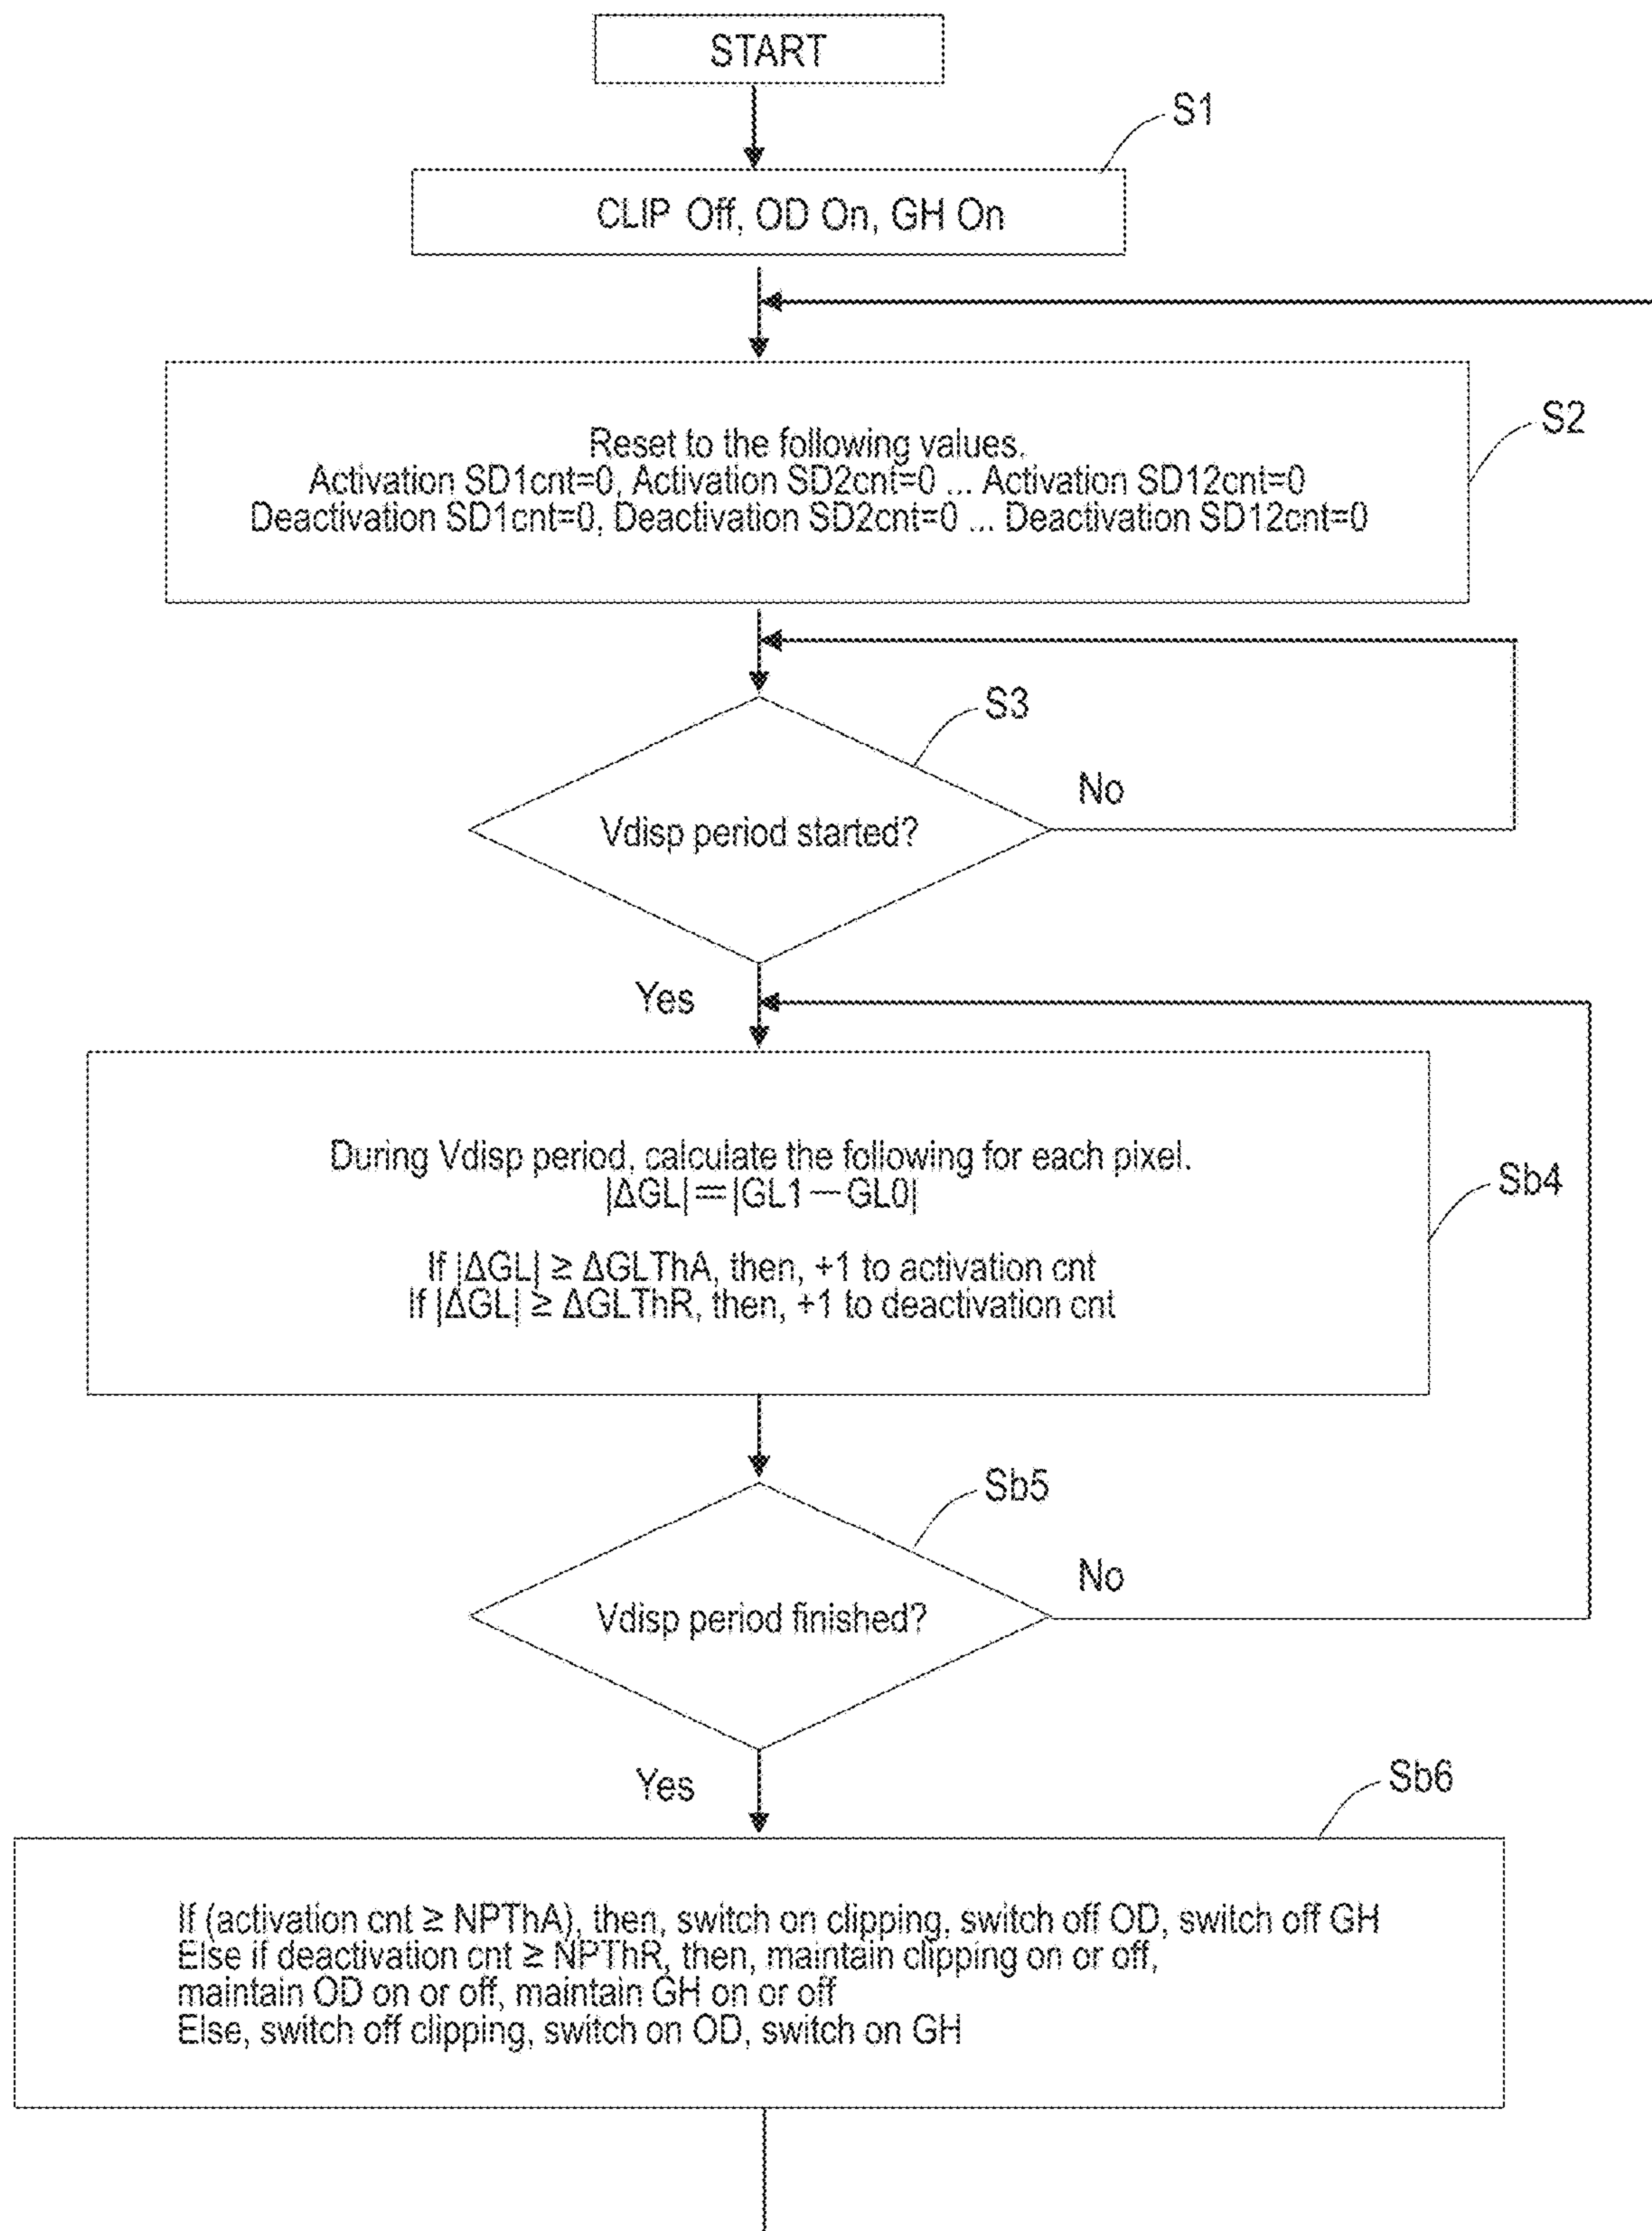 START
S1
CLIP Off, OD On, GH On
S2
Reset to the following values.
Activation SD1cnt=0, Activation SD2cnt=0 ... Activation SD12cnt=0
Deactivation SD1cnt=0, Deactivation SD2cnt=0 ... Deactivation SD12cnt=0
S3
No
Vdisp period started?
Yes
During Vdisp period, calculate the following for each pixel.
|ΔGL|=|GL1−GL0|
Sb4
If |ΔGL| ≥ ΔGLThA, then, +1 to activation cnt
If |ΔGL| ≥ ΔGLThR, then, +1 to deactivation cnt
Sb5
No
Vdisp period finished?
Yes
Sb6
If (activation cnt ≥ NPThA), then, switch on clipping, switch off OD, switch off GH
Else if deactivation cnt ≥ NPThR, then, maintain clipping on or off,
maintain OD on or off, maintain GH on or off
Else, switch off clipping, switch on OD, switch on GH